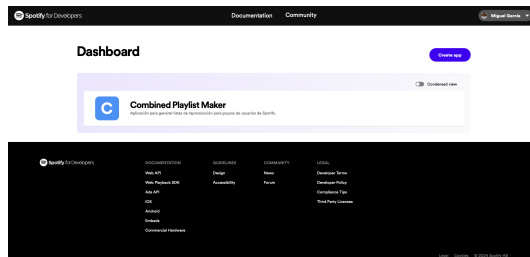 Spotify for Developers
Documentation
Community
Miguel García
Dashboard
Create app
Condensed view
C
Combined Playlist Maker
Aplicación para generar listas de reproducción para grupos de usuarios de Spotify.
Spotify for Developers
DOCUMENTATION
Web API
Web Playback SDK
Ads API
iOS
Android
Embeds
Commercial Hardware
GUIDELINES
Design
Accessibility
COMMUNITY
News
Forum
LEGAL
Developer Terms
Developer Policy
Compliance Tips
Third Party Licenses
Legal
Cookies
© 2023 Spotify AB